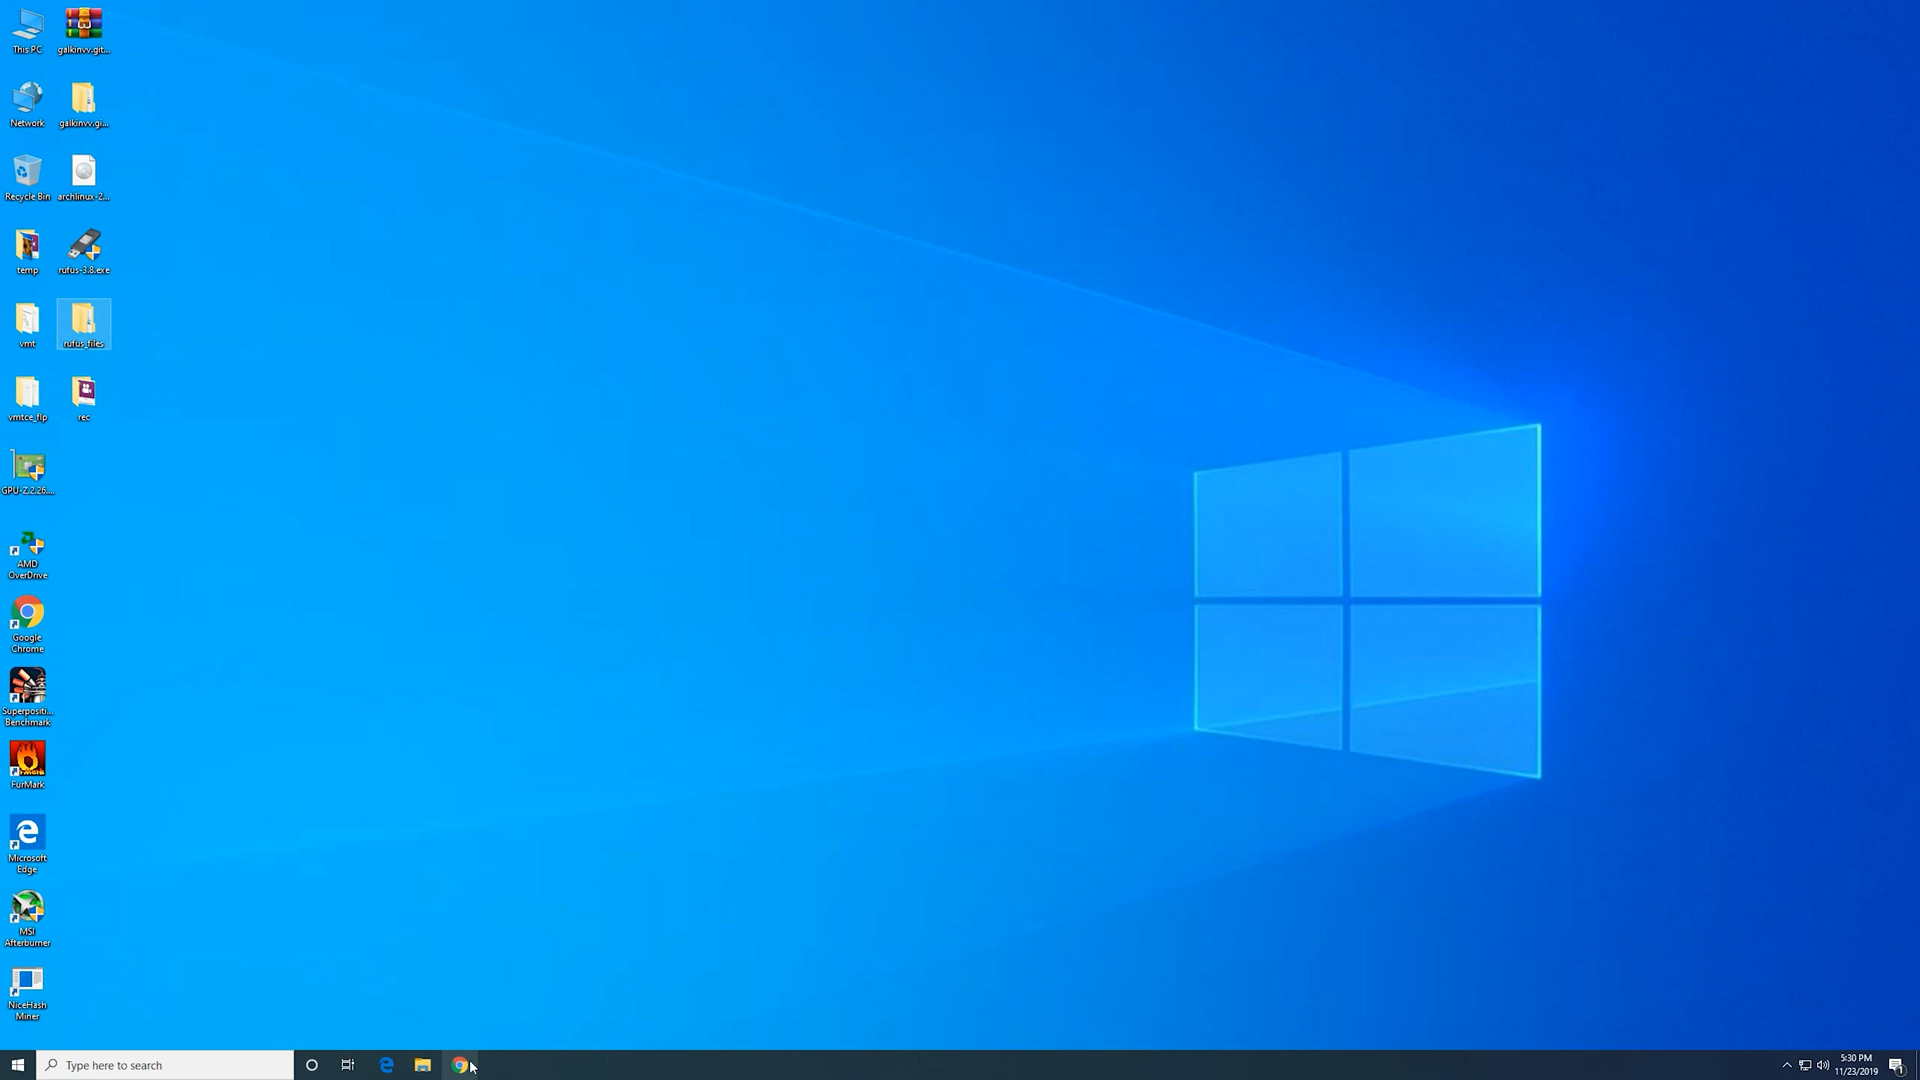 This PC
galkinvv.git...
Network
galkinvv.gi...
Recycle Bin
archlinux-2...
temp
rufus-3.8.exe
vmt
rufus_files
vmtce_flp
rec
GPU-Z.2.26....
AMD
OverDrive
Google
Chrome
Superpositi...
Benchmark
FurMark
Microsoft
Edge
MSI
Afterburner
NiceHash
Miner
Type here to search
5:30 PM
11/23/2019
1